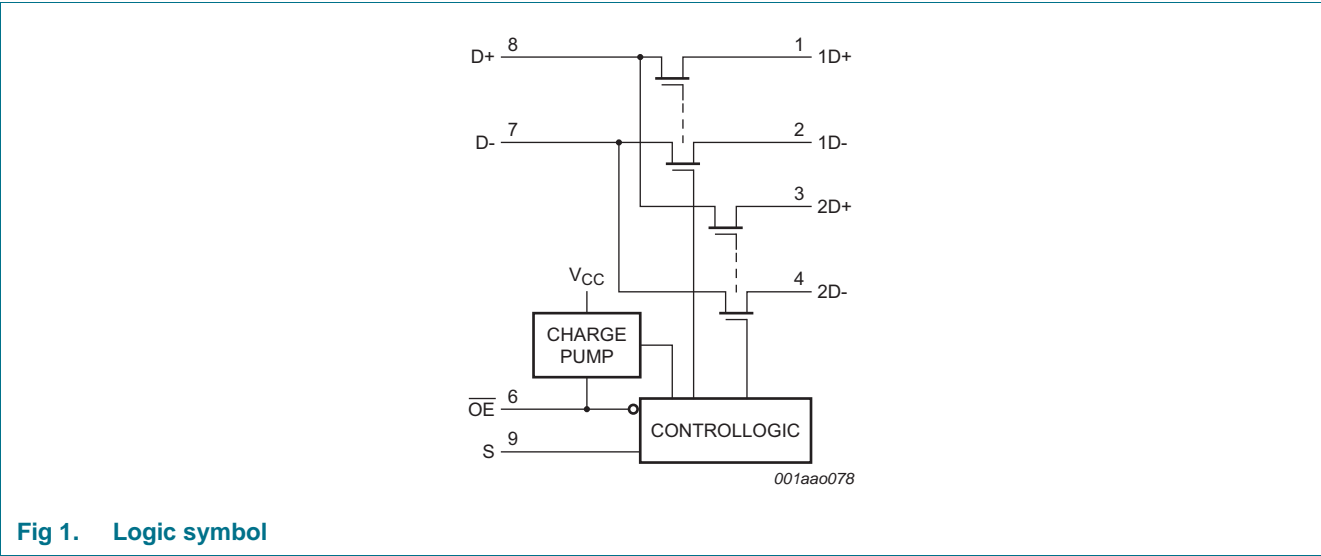 D+ 8 1 1D+
D- 7 2 1D-
3 2D+
4 2D-
VCC
CHARGE
PUMP
OE 6
CONTROLLOGIC
S 9
001aao078
Fig 1. Logic symbol